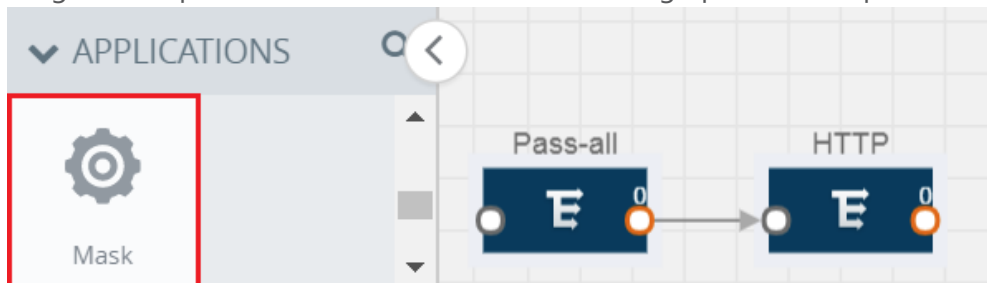 APPLICATIONS
Pass-all
HTTP
0
0
Mask